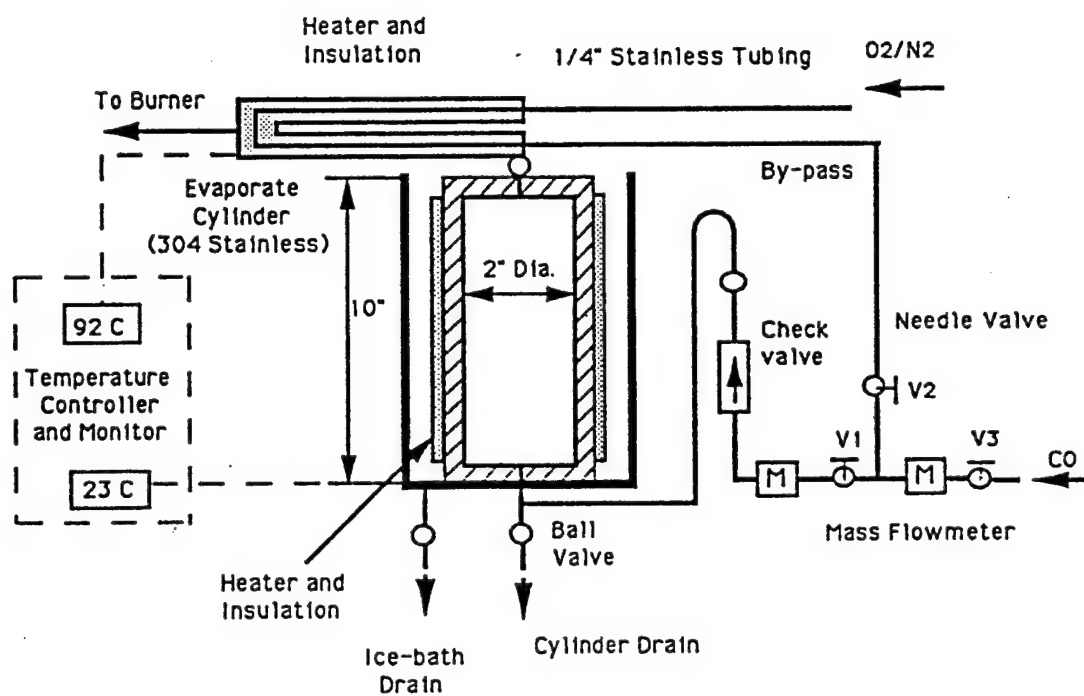 Heater and
Insulation
1/4" Stainless Tubing
O2/N2
To Burner
By-pass
Evaporate
Cylinder
(304 Stainless)
2" Dia.
10"
92 C
Temperature
Controller
and Monitor
23 C
Check
valve
Needle Valve
V2
V1
V3
M
M
CO
Mass Flowmeter
Ball
Valve
Heater and
Insulation
Ice-bath
Drain
Cylinder Drain